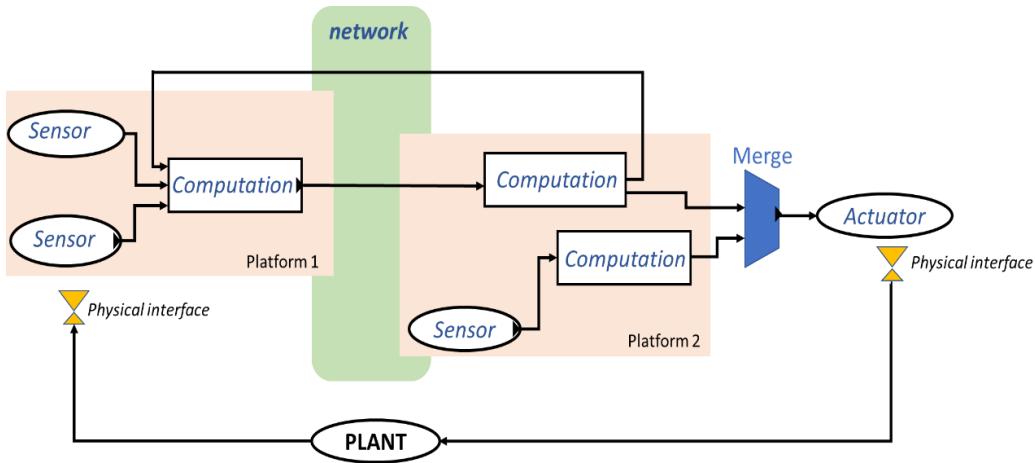 network
Sensor
Computation
Sensor
Platform 1
Computation
Merge
Actuator
Computation
Sensor
Platform 2
Physical interface
Physical interface
PLANT